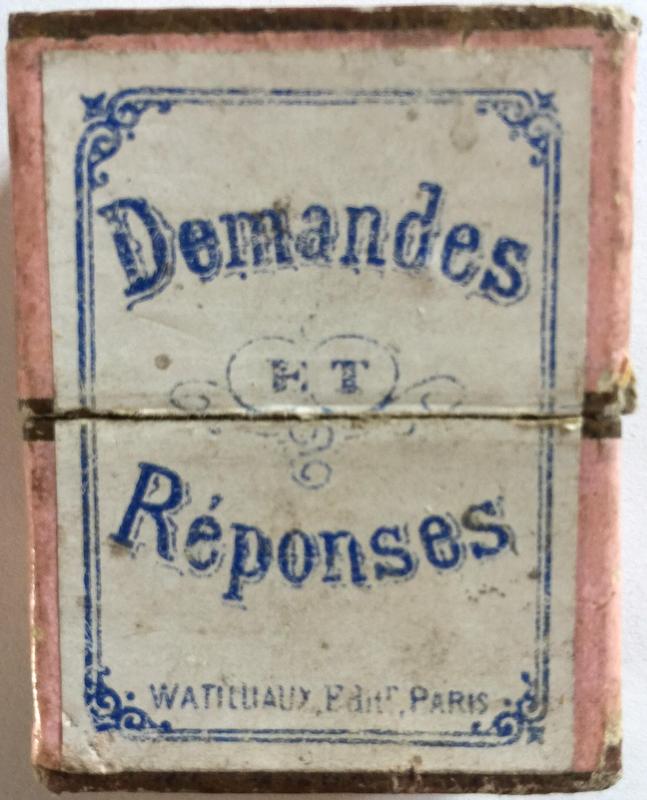 Demandes
ET
Réponses
WATILLIAUX, Editr, PARIS